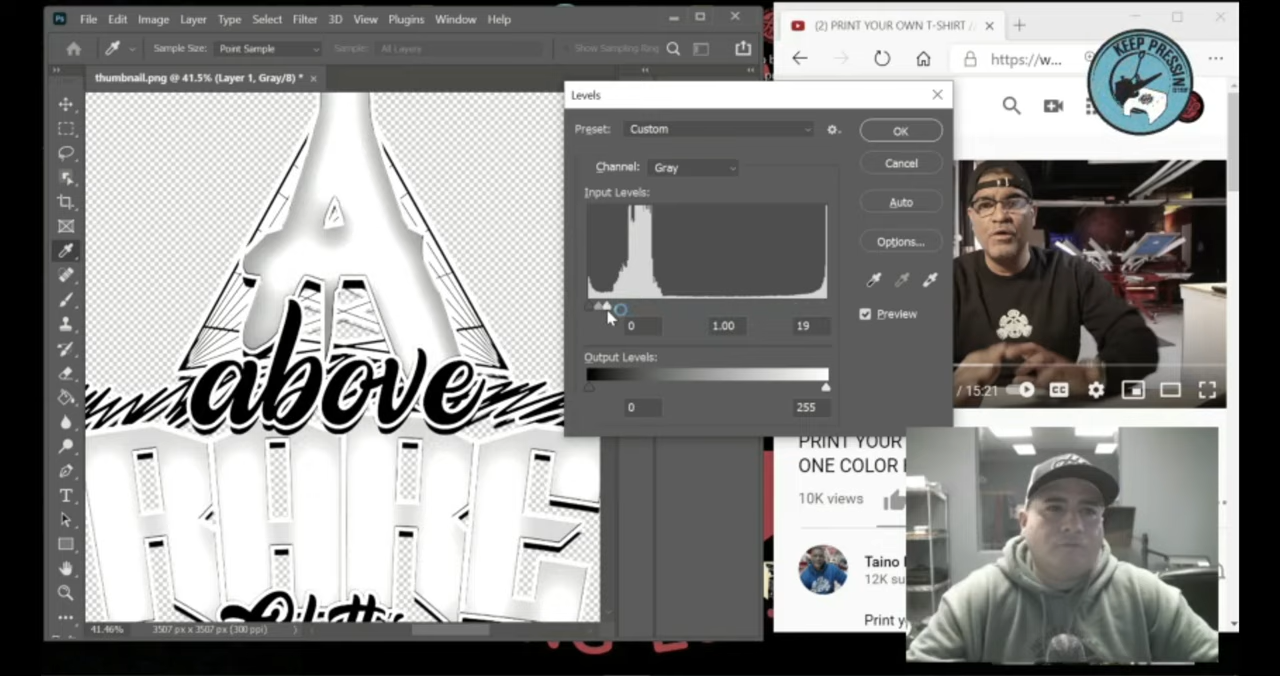 Ps File Edit Image Layer Type Select Filter 3D View Plugins Window Help
Sample Size: Point Sample Sample: All Layers Show Sampling Ring
thumbnail.png @ 41.5% (Layer 1, Gray/8) *
A
above
RARE
41.46% 3507 px x 3507 px (300 ppi)
Levels
Preset: Custom
OK
Channel: Gray
Cancel
Input Levels:
Auto
Options...
Preview
0 1.00 19
Output Levels:
0 255
(2) PRINT YOUR OWN T-SHIRT /
https://w...
KEEP PRESSIN
/ 15:21
CC
PRINT YOUR
ONE COLOR
10K views
Taino
12K su
Print y